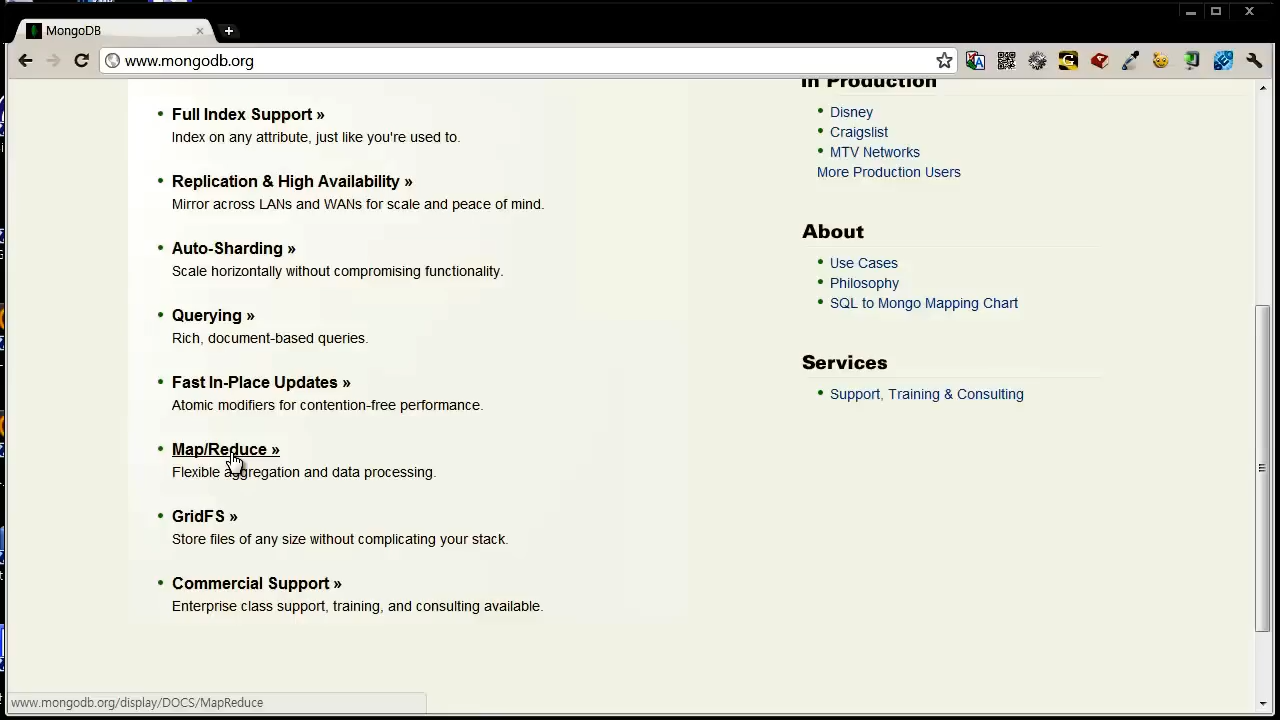 MongoDB
www.mongodb.org
Full Index Support »
Index on any attribute, just like you're used to.
Replication & High Availability »
Mirror across LANs and WANs for scale and peace of mind.
Auto-Sharding »
Scale horizontally without compromising functionality.
Querying »
Rich, document-based queries.
Fast In-Place Updates »
Atomic modifiers for contention-free performance.
Map/Reduce »
Flexible aggregation and data processing.
GridFS »
Store files of any size without complicating your stack.
Commercial Support »
Enterprise class support, training, and consulting available.
In Production
Disney
Craigslist
MTV Networks
More Production Users
About
Use Cases
Philosophy
SQL to Mongo Mapping Chart
Services
Support, Training & Consulting
www.mongodb.org/display/DOCS/MapReduce